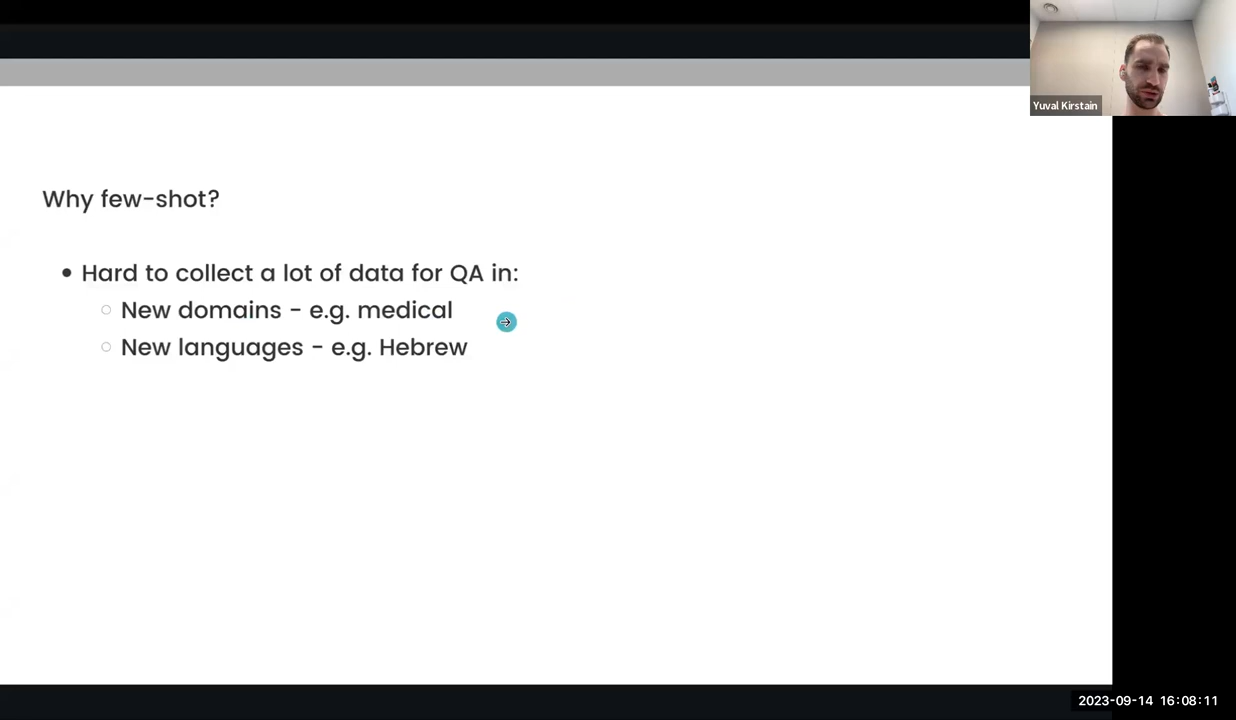 Yuval Kirstain
Why few-shot?
• Hard to collect a lot of data for QA in:
○ New domains - e.g. medical
○ New languages - e.g. Hebrew
2023-09-14 16:08:11